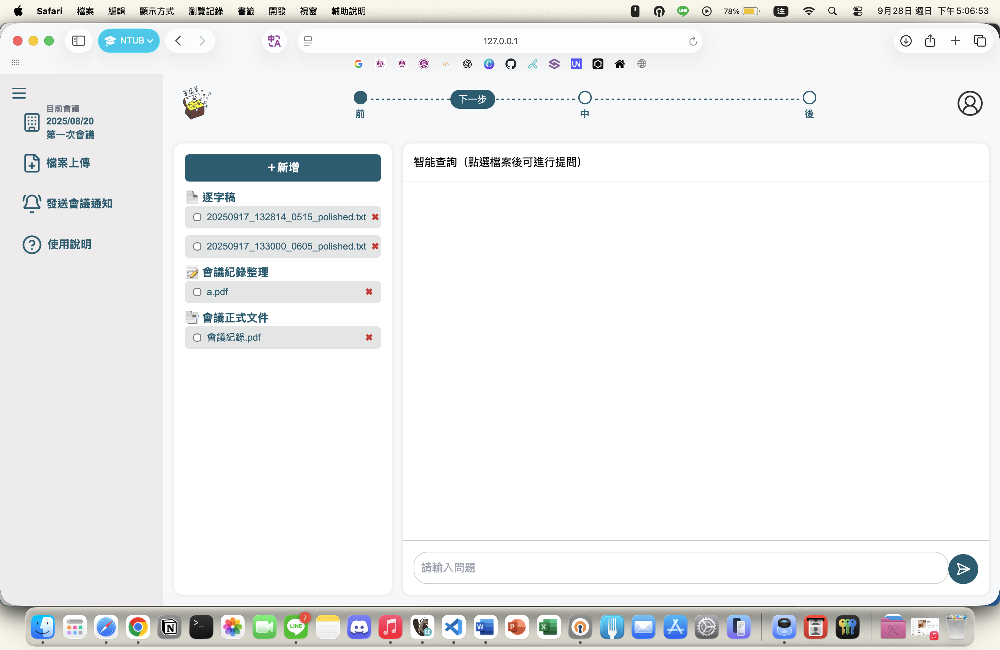 Safari 檔案 編輯 顯示方式 瀏覽記錄 書籤 開發 視窗 輔助說明 LINE 78% 注 9月28日 週日 下午5:06:53
NTUB 127.0.0.1
目前會議
2025/08/20
第一次會議
檔案上傳
發送會議通知
使用說明
會議寶
下一步
前 中 後
+新增
逐字稿
20250917_132814_0515_polished.txt
20250917_133000_0605_polished.txt
會議紀錄整理
a.pdf
會議正式文件
會議紀錄.pdf
智能查詢（點選檔案後可進行提問）
請輸入問題
7
LINE
CE